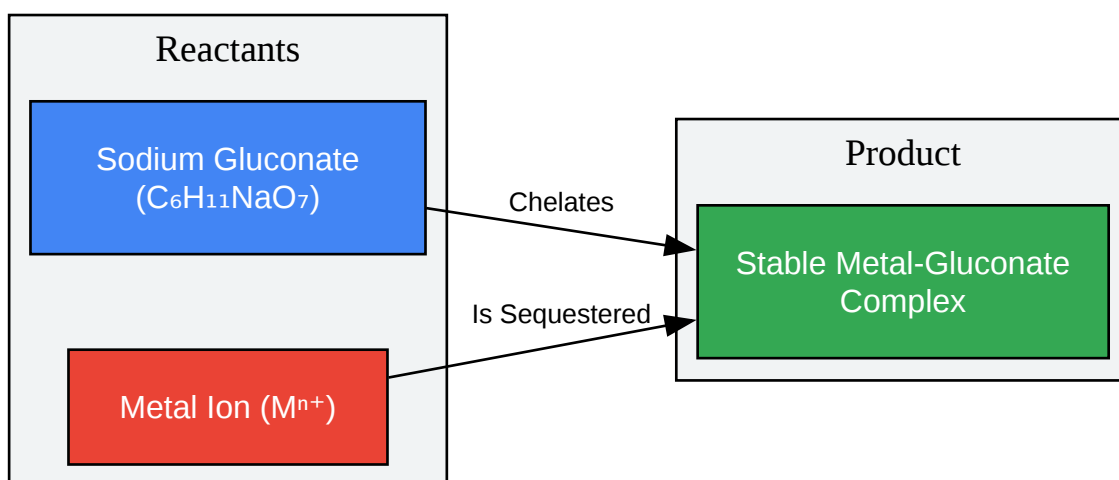 Reactants
Sodium Gluconate
(C₆H₁₁NaO₇)
Metal Ion (Mⁿ⁺)
Chelates
Is Sequestered
Product
Stable Metal-Gluconate
Complex